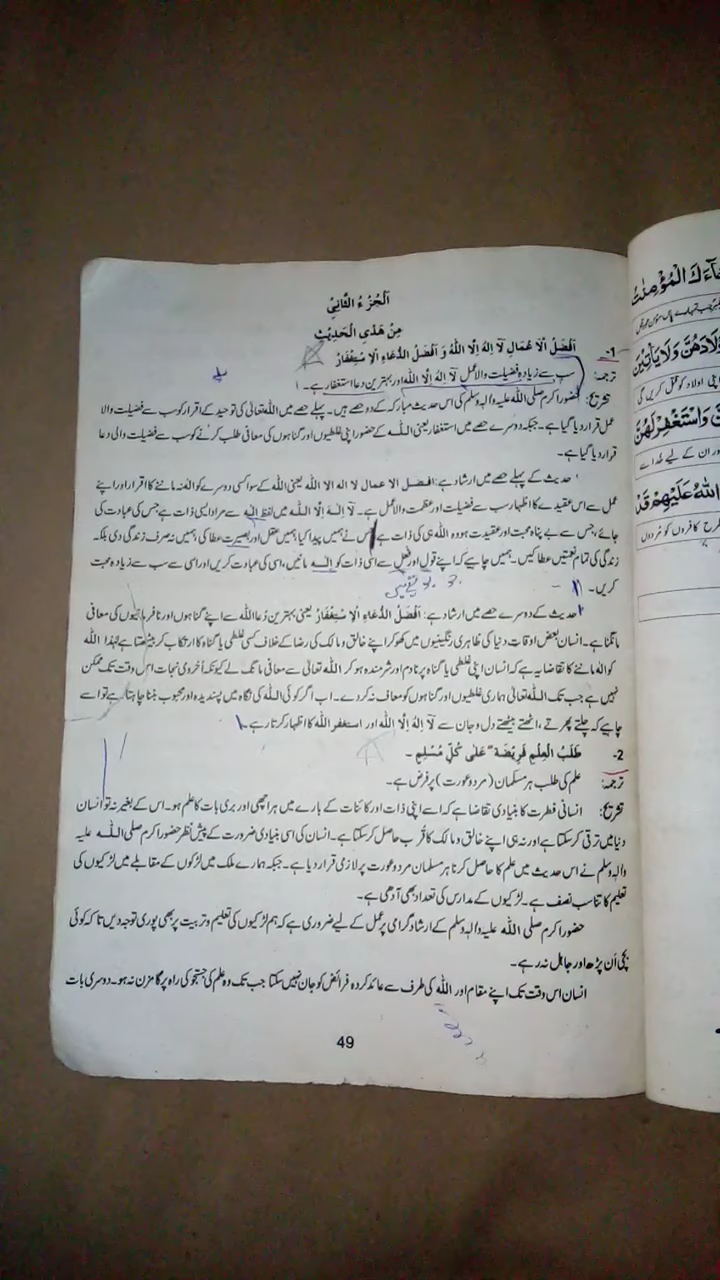 اَلْجُزْءُ الثَّانِيْ
مِنْ هَدْيِ الْحَدِيْثِ
1- اَفْضَلُ الْاَ عْمَالِ لَآ اِلٰهَ اِلَّا اللّٰهُ وَ اَفْضَلُ الدُّعَاءِ اَلْاِ سْتِغْفَارُ
ترجمہ: سب سے زیادہ فضیلت والا عمل لَآ اِلٰهَ اِلَّا اللّٰهُ اور بہترین دعا استغفار ہے۔
تشریح: حضور اکرم صلی اللہ علیہ والہٖ وسلم کی اس حدیث مبارکہ کے دو حصے ہیں۔ پہلے حصے میں اللہ تعالیٰ کی توحید کے اقرار کو سب سے فضیلت والا
عمل قرار دیا گیا ہے۔ جبکہ دوسرے حصے میں استغفار یعنی اللہ کے حضور اپنی غلطیوں اور گناہوں کی معافی طلب کرنے کو سب سے فضیلت والی دعا
قرار دیا گیا ہے۔
حدیث کے پہلے حصے میں ارشاد ہے: افضل الا عمال لا اله الا اللہ یعنی اللہ کے سوا کسی دوسرے کو الٰہ نہ ماننے کا اقرار اور اپنے
عمل سے اس عقیدے کا اظہار سب سے فضیلت اور عظمت والا عمل ہے۔ لَآ اِلٰهَ اِلَّا اللّٰهُ میں لفظ الٰه سے مراد ایسی ذات ہے جس کی عبادت کی
جائے، جس سے بے پناہ محبت اور عقیدت ہو وہ اللہ ہی کی ذات ہے جس نے ہمیں پیدا کیا ہمیں عقل اور بصیرت عطا کی ہمیں نہ صرف زندگی دی بلکہ
زندگی کی تمام نعمتیں عطا کیں۔ ہمیں چاہیے کہ اپنے قول اور فعل سے اسی ذات کو الٰه مانیں، اسی کی عبادت کریں اور اسی سے سب سے زیادہ محبت
کریں۔
حدیث کے دوسرے حصے میں ارشاد ہے: اَفْضَلُ الدُّعَاءِ اَلْاِ سْتِغْفَارُ یعنی بہترین دُعا اللہ سے اپنے گناہوں اور نافرمانیوں کی معافی
مانگنا ہے۔ انسان بعض اوقات دنیا کی ظاہری رنگینیوں میں کھو کر اپنے خالق و مالک کی رضا کے خلاف کسی غلطی یا گناہ کا ارتکاب کر بیٹھتا ہے لہٰذا اللہ
کو الٰہ ماننے کا تقاضا یہ ہے کہ انسان اپنی غلطی یا گناہ پر نادم اور شرمندہ ہو کر اللہ تعالیٰ سے معافی مانگ لے کیونکہ اُخروی نجات اس وقت تک ممکن
نہیں ہے جب تک اللہ تعالیٰ ہماری غلطیوں اور گناہوں کو معاف نہ کر دے۔ اب اگر کوئی اللہ کی نگاہ میں پسندیدہ اور محبوب بننا چاہتا ہے تو اسے
چاہیے کہ چلتے پھرتے، اٹھتے بیٹھتے دل و جان سے لَآ اِلٰهَ اِلَّا اللّٰهُ اور استغفر اللہ کا اظہار کرتا رہے۔
2- طَلَبُ الْعِلْمِ فَرِيْضَةٌ عَلٰى كُلِّ مُسْلِمٍ ۔
ترجمہ: علم کی طلب ہر مسلمان (مرد و عورت) پر فرض ہے۔
تشریح: انسانی فطرت کا بنیادی تقاضا ہے کہ اسے اپنی ذات اور کائنات کے بارے میں ہر اچھی اور بری بات کا علم ہو۔ اس کے بغیر نہ تو انسان
دنیا میں ترقی کر سکتا ہے اور نہ ہی اپنے خالق و مالک کا قرب حاصل کر سکتا ہے۔ انسان کی اسی بنیادی ضرورت کے پیش نظر حضور اکرم صلی اللہ علیہ
والہٖ وسلم نے اس حدیث میں علم کا حاصل کرنا ہر مسلمان مرد و عورت پر لازمی قرار دیا ہے۔ جبکہ ہمارے ملک میں لڑکوں کے مقابلے میں لڑکیوں کی
تعلیم کا تناسب نصف ہے۔ لڑکیوں کے مدارس کی تعداد بھی آدھی ہے۔
حضور اکرم صلی اللہ علیہ والہٖ وسلم کے ارشاد گرامی پر عمل کے لیے ضروری ہے کہ ہم لڑکیوں کی تعلیم و تربیت پر بھی پوری توجہ دیں تا کہ کوئی
بچی اَن پڑھ اور جاہل نہ رہے۔
انسان اس وقت تک اپنے مقام اور اللہ کی طرف سے عائد کردہ فرائض کو جان نہیں سکتا جب تک وہ علم کی جستجو کی راہ پر گامزن نہ ہو۔ دوسری بات
49
الْمُؤْمِنٰتُ
وَلَا يَاْتِيْنَ
اپنی اولاد کو قتل کریں گی
وَاسْتَغْفِرْ لَهُنَّ
اللّٰهُ عَلَيْهِمْ قَدْ